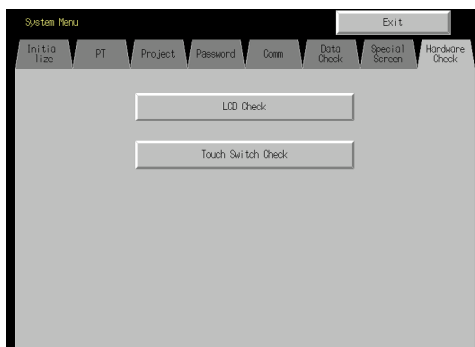 System Menu
Exit
Initia
lize
PT
Project
Password
Comm
Data
Check
Special
Screen
Hardware
Check
LCD Check
Touch Switch Check